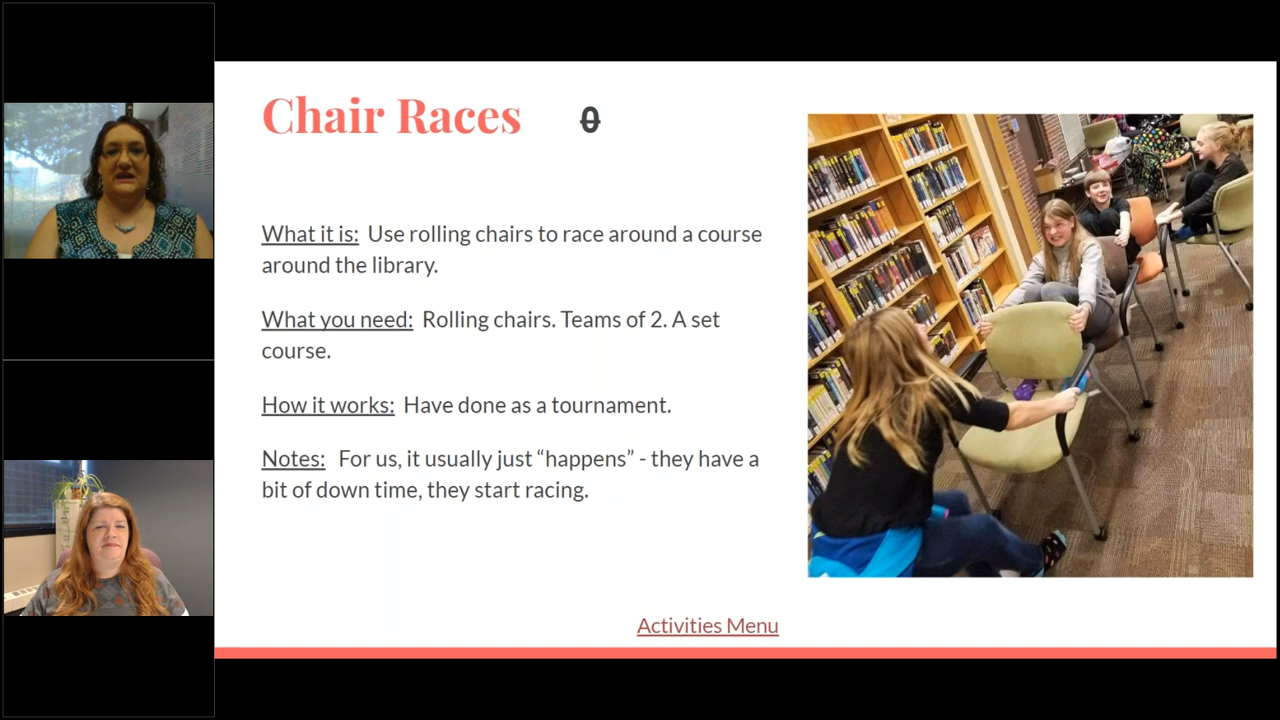 Chair Races 0
What it is: Use rolling chairs to race around a course
around the library.
What you need: Rolling chairs. Teams of 2. A set
course.
How it works: Have done as a tournament.
Notes: For us, it usually just “happens” - they have a
bit of down time, they start racing.
Activities Menu